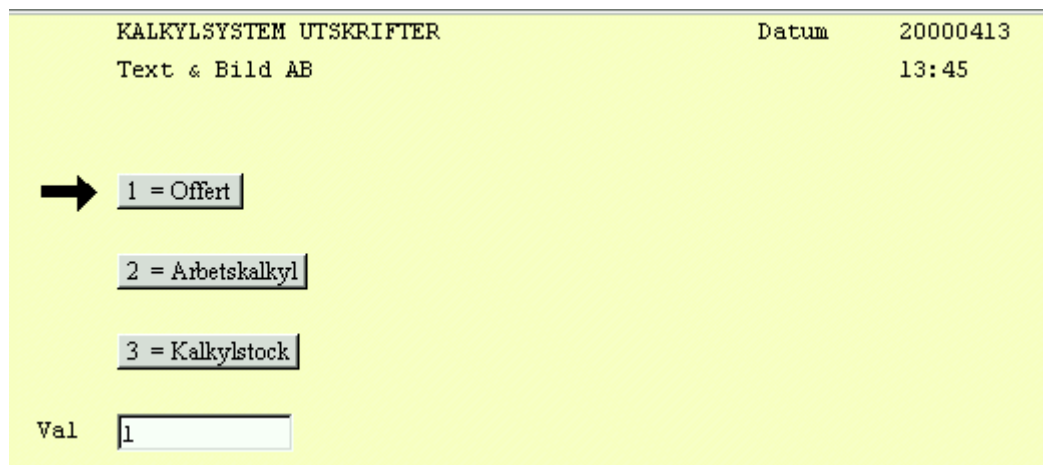 KALKYLSYSTEM UTSKRIFTER Datum 20000413
Text & Bild AB 13:45
1 = Offert
2 = Arbetskalkyl
3 = Kalkylstock
Val 1